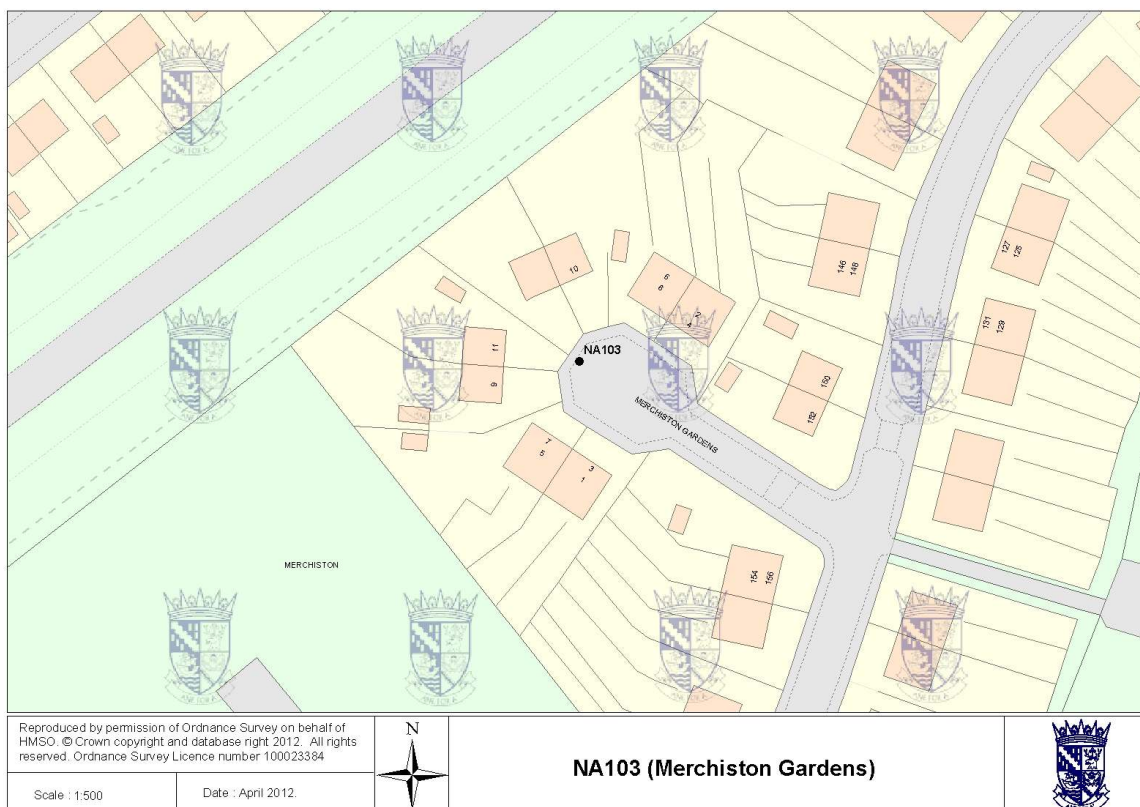 10
6
8
2
4
146
148
127
125
131
129
NA103
11
9
150
152
MERCHISTON GARDENS
7
5
3
1
MERCHISTON
154
156
Reproduced by permission of Ordnance Survey on behalf of
HMSO. © Crown copyright and database right 2012. All rights
reserved. Ordnance Survey Licence number 100023384
Scale : 1:500
Date : April 2012.
N
NA103 (Merchiston Gardens)